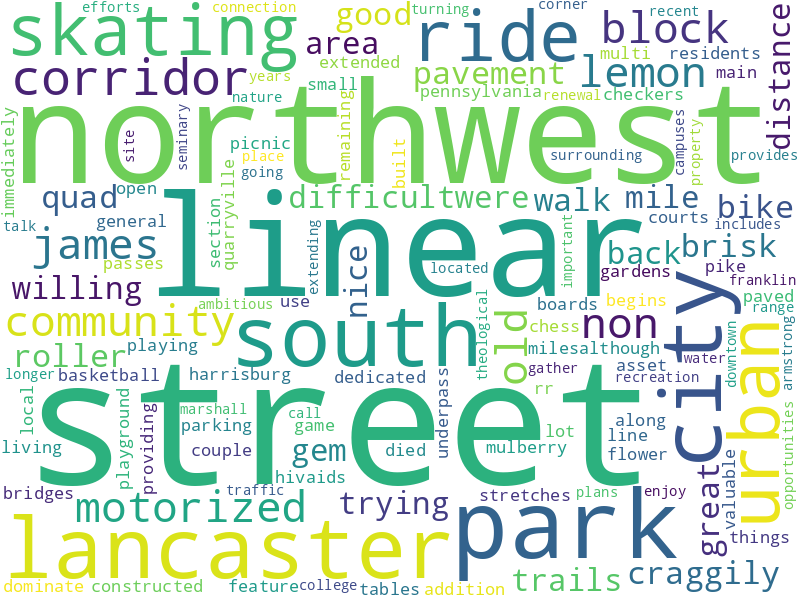 efforts
connection
turning
corner
recent
skating
ride
good
block
area
extended
multi
residents
distance
corridor
years
small
pavement
lemon
main
pennsylvania
renewal
checkers
nature
northwest
immediately
site
seminary
picnic
remaining
place
going
built
surrounding
campuses
property
provides
quad
open
linear
difficultwere
walk
mile
bike
talk
general
section
quarryville
extending
important
courts
includes
james
passes
nice
located
back
brisk
willing
ambitious
use
gardens
pike
franklin
community
south
theological
old
boards
begins
paved
range
playing
chess
non
city
water
downtown
armstrong
roller
milesalthough
longer
basketball
harrisburg
dedicated
gather
asset
recreation
rr
urban
opportunities
local
playground
providing
marshall
call
game
street
underpass
along
parking
line
living
couple
gem
died
mulberry
lot
flower
great
valuable
bridges
traffic
hivaids
stretches
plans
enjoy
things
motorized
trying
park
lancaster
craggily
dominate
constructed
feature
college
tables
addition
trails